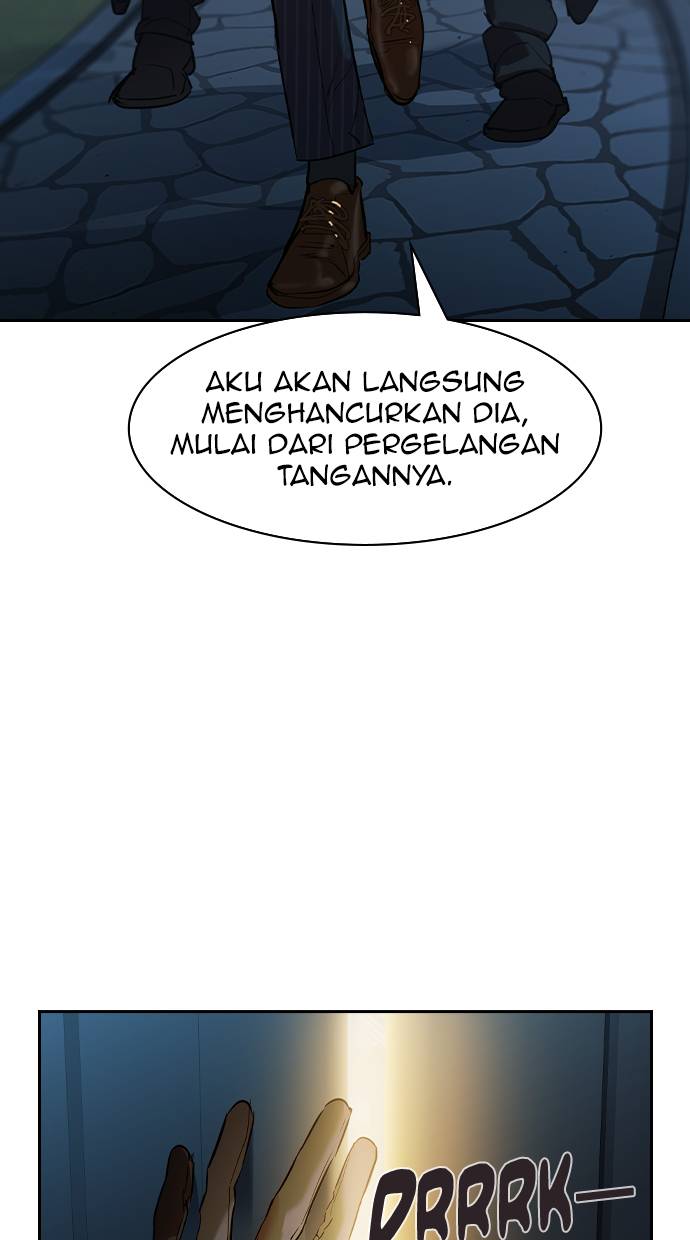 AKU AKAN LANGSUNG
MENGHANCURKAN DIA,
MULAI DARI PERGELANGAN
TANGANNYA.
DRRRK—